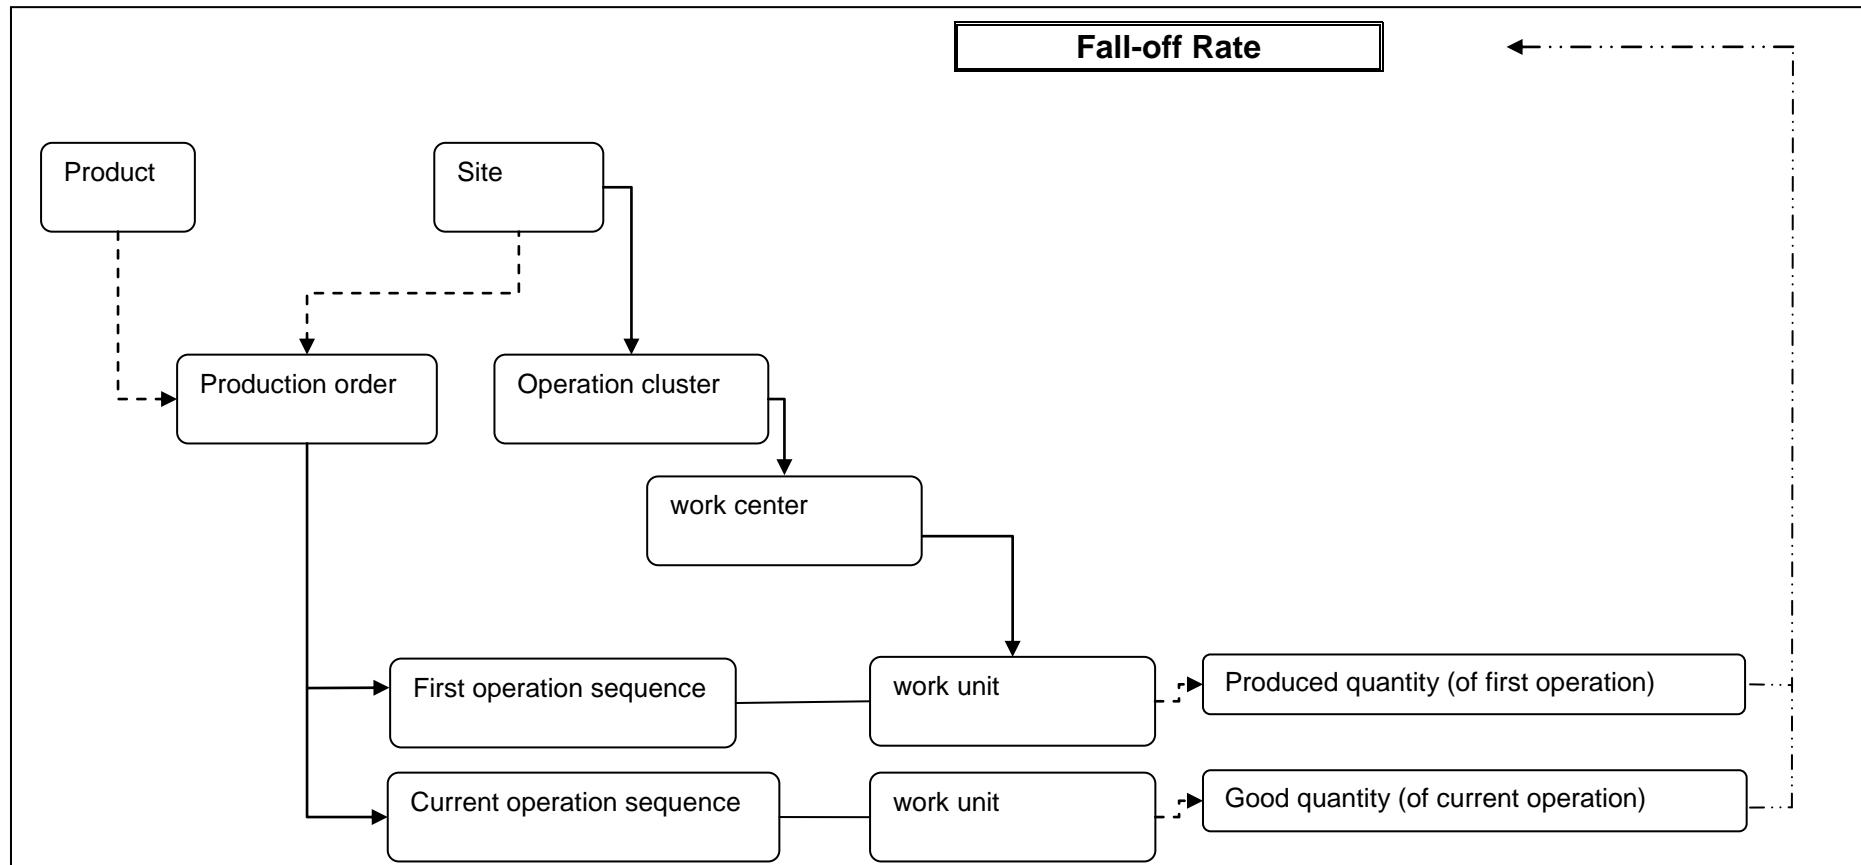 Fall-off Rate
Product
Site
Production order
Operation cluster
work center
First operation sequence
work unit
Produced quantity (of first operation)
Current operation sequence
work unit
Good quantity (of current operation)